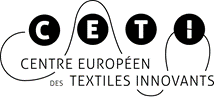 CETI
CENTRE EUROPÉEN
DES TEXTILES INNOVANTS